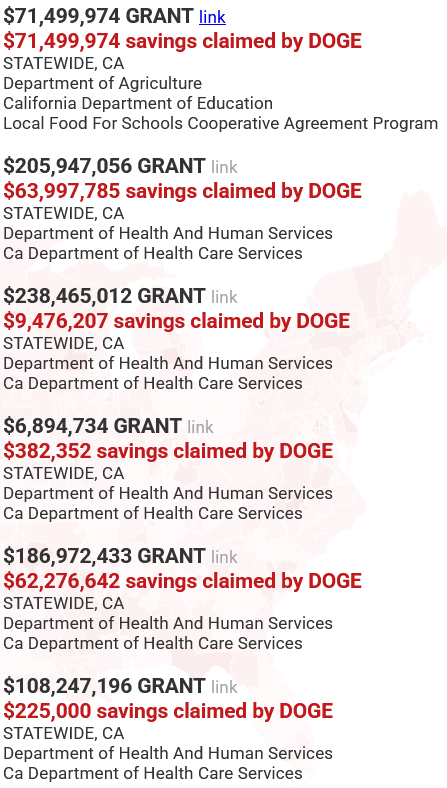 $71,499,974 GRANT link
$71,499,974 savings claimed by DOGE
STATEWIDE, CA
Department of Agriculture
California Department of Education
Local Food For Schools Cooperative Agreement Program
$205,947,056 GRANT link
$63,997,785 savings claimed by DOGE
STATEWIDE, CA
Department of Health And Human Services
Ca Department of Health Care Services
$238,465,012 GRANT link
$9,476,207 savings claimed by DOGE
STATEWIDE, CA
Department of Health And Human Services
Ca Department of Health Care Services
$6,894,734 GRANT link
$382,352 savings claimed by DOGE
STATEWIDE, CA
Department of Health And Human Services
Ca Department of Health Care Services
$186,972,433 GRANT link
$62,276,642 savings claimed by DOGE
STATEWIDE, CA
Department of Health And Human Services
Ca Department of Health Care Services
$108,247,196 GRANT link
$225,000 savings claimed by DOGE
STATEWIDE, CA
Department of Health And Human Services
Ca Department of Health Care Services